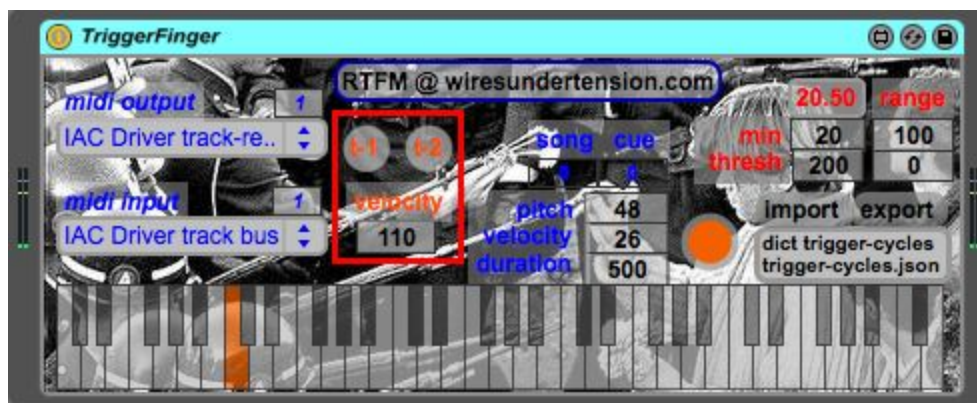 TriggerFinger
RTFM @ wiresundertension.com
midi output 1
IAC Driver track-re..
midi input 1
IAC Driver track bus
t-1 t-2
velocity
110
song cue
0 0
pitch 48
velocity 26
duration 500
20.50 range
min 20 100
thresh 200 0
import export
dict trigger-cycles
trigger-cycles.json